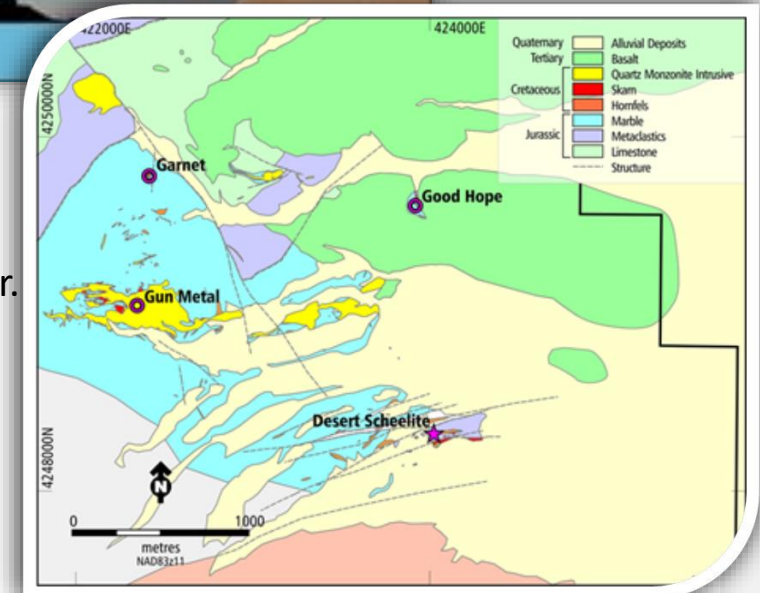 r.
422000E
424000E
4250000N
4248000N
Quaternary
Tertiary
Cretaceous
Jurassic
Alluvial Deposits
Basalt
Quartz Monzonite Intrusive
Skarn
Hornfels
Marble
Metaclastics
Limestone
Structure
Garnet
Good Hope
Gun Metal
Desert Scheelite
N
0 1000
metres
NAD83z11